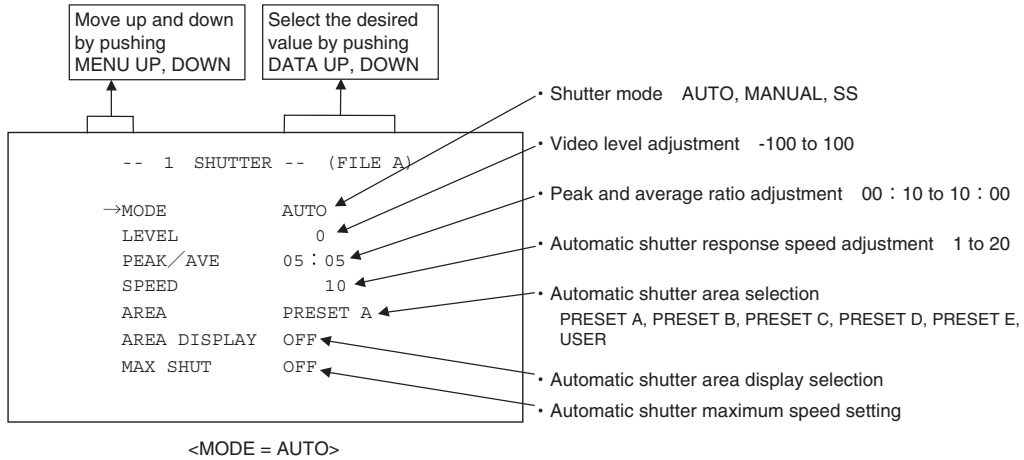 Move up and down
by pushing
MENU UP, DOWN
Select the desired
value by pushing
DATA UP, DOWN
-- 1 SHUTTER -- (FILE A)
→MODE AUTO
LEVEL 0
PEAK／AVE 05：05
SPEED 10
AREA PRESET A
AREA DISPLAY OFF
MAX SHUT OFF
・Shutter mode AUTO, MANUAL, SS
・Video level adjustment -100 to 100
・Peak and average ratio adjustment 00：10 to 10：00
・Automatic shutter response speed adjustment 1 to 20
・Automatic shutter area selection
PRESET A, PRESET B, PRESET C, PRESET D, PRESET E,
USER
・Automatic shutter area display selection
・Automatic shutter maximum speed setting
<MODE = AUTO>